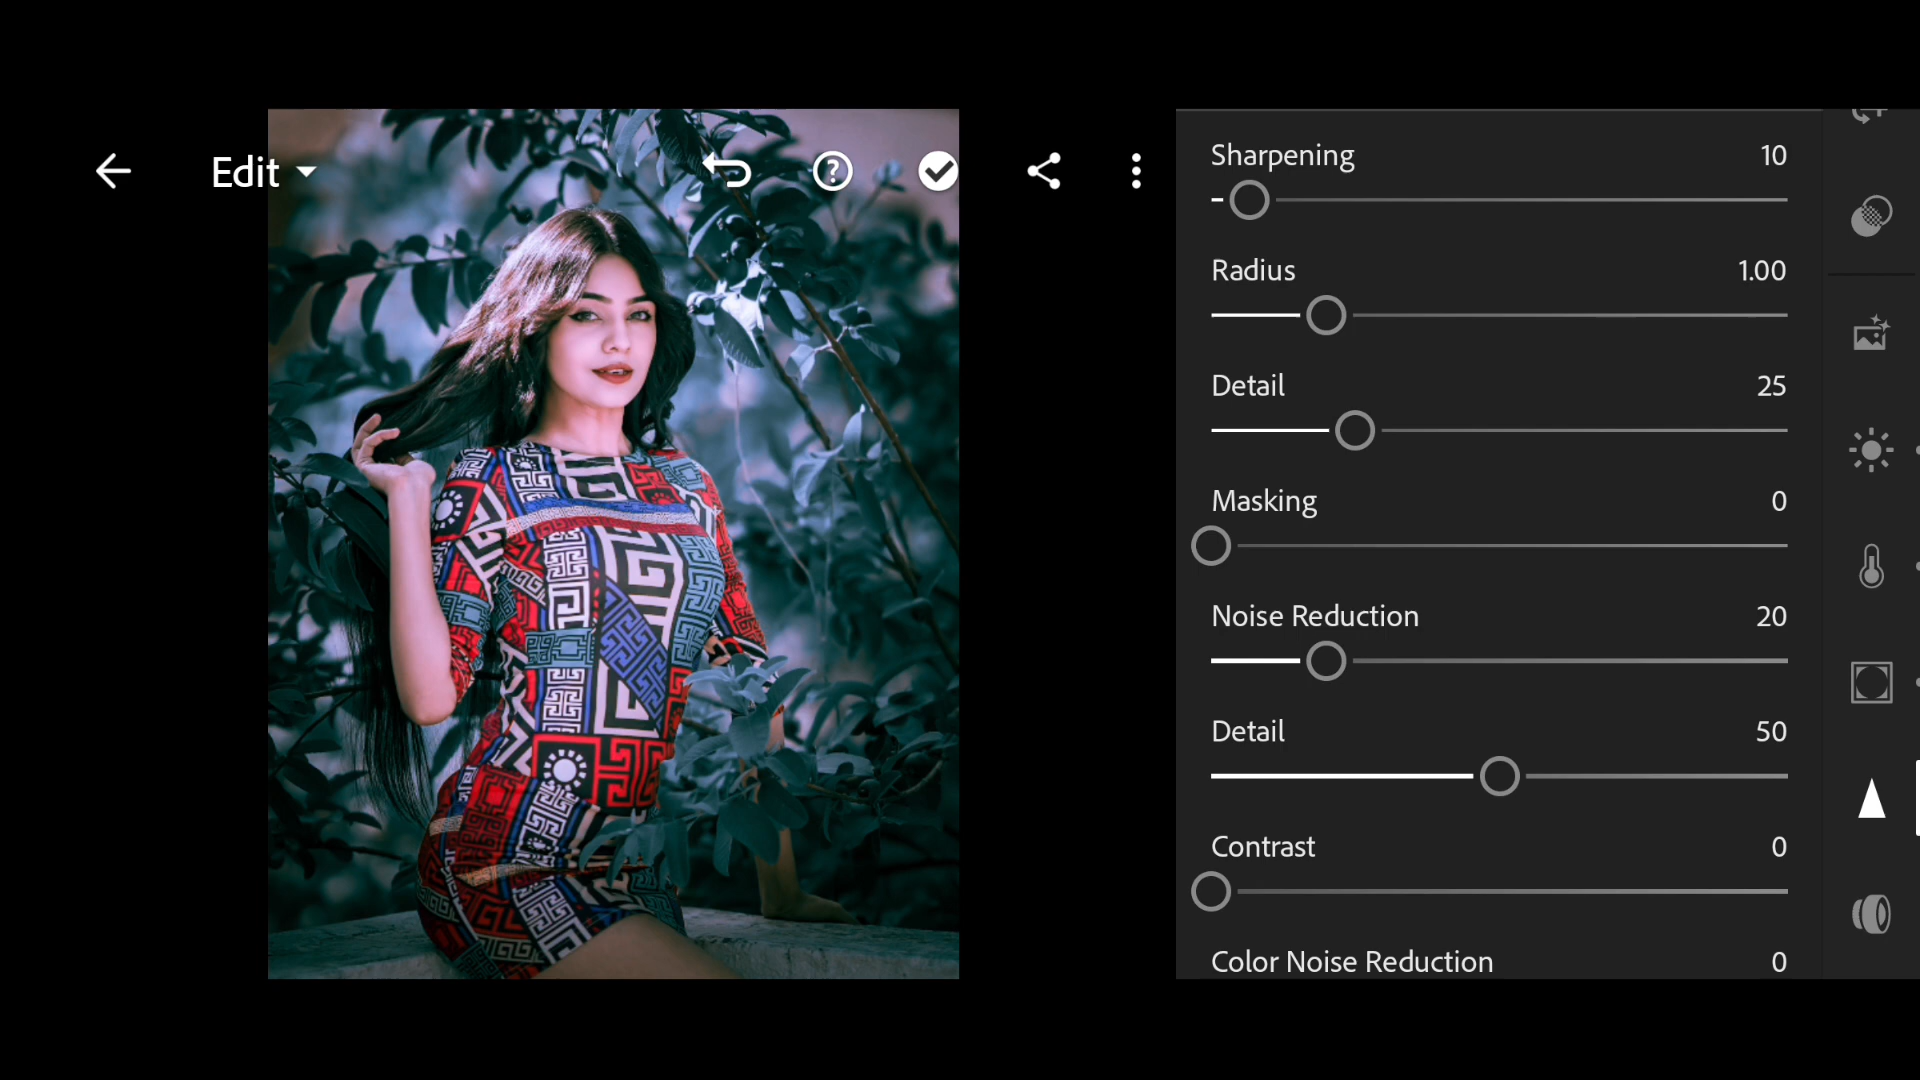 Edit
Sharpening 10
Radius 1.00
Detail 25
Masking 0
Noise Reduction 20
Detail 50
Contrast 0
Color Noise Reduction 0